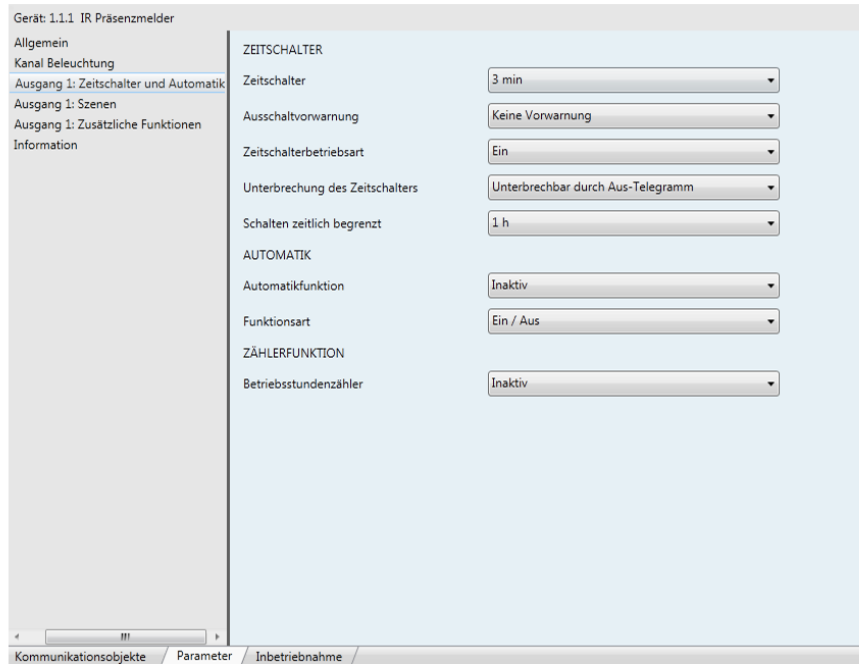 Gerät: 1.1.1 IR Präsenzmelder
Allgemein
Kanal Beleuchtung
Ausgang 1: Zeitschalter und Automatik
Ausgang 1: Szenen
Ausgang 1: Zusätzliche Funktionen
Information
ZEITSCHALTER
Zeitschalter 3 min
Ausschaltvorwarnung Keine Vorwarnung
Zeitschalterbetriebsart Ein
Unterbrechung des Zeitschalters Unterbrechbar durch Aus-Telegramm
Schalten zeitlich begrenzt 1 h
AUTOMATIK
Automatikfunktion Inaktiv
Funktionsart Ein / Aus
ZÄHLERFUNKTION
Betriebsstundenzähler Inaktiv
Kommunikationsobjekte Parameter Inbetriebnahme